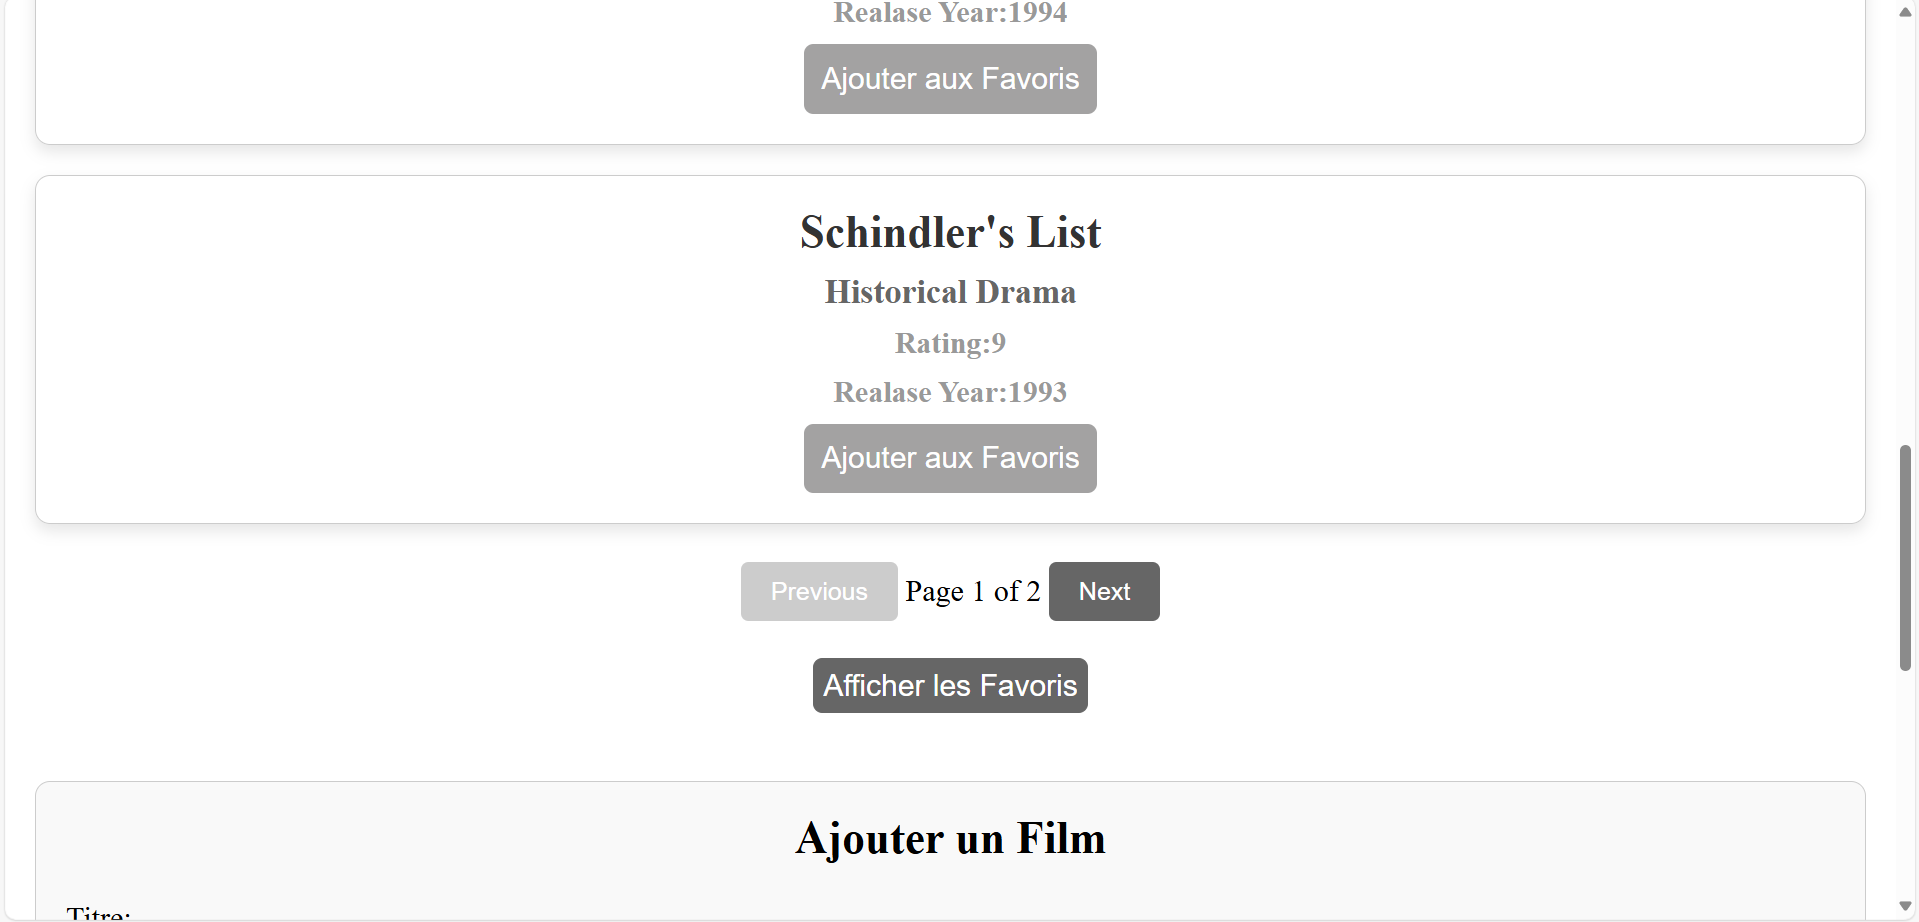 Realase Year:1994
Ajouter aux Favoris
Schindler's List
Historical Drama
Rating:9
Realase Year:1993
Ajouter aux Favoris
Previous Page 1 of 2 Next
Afficher les Favoris
Ajouter un Film
Titre: